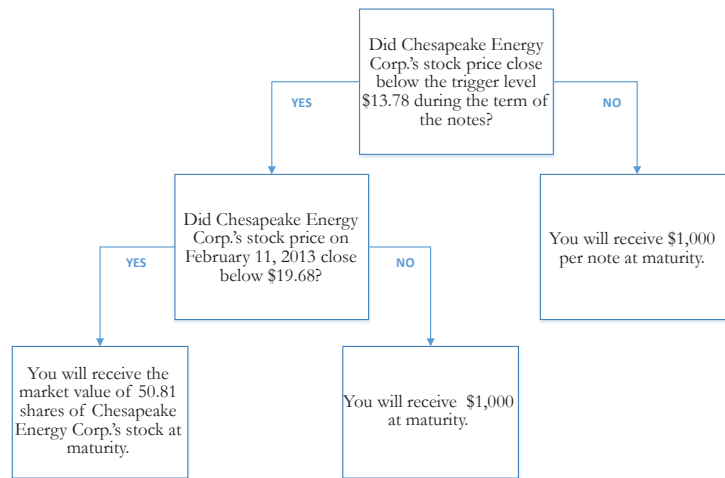 Did Chesapeake Energy
Corp.'s stock price close
below the trigger level
$13.78 during the term of
the notes?
YES
NO
Did Chesapeake Energy
Corp.'s stock price on
February 11, 2013 close
below $19.68?
You will receive $1,000
per note at maturity.
YES
NO
You will receive the
market value of 50.81
shares of Chesapeake
Energy Corp.'s stock at
maturity.
You will receive $1,000
at maturity.